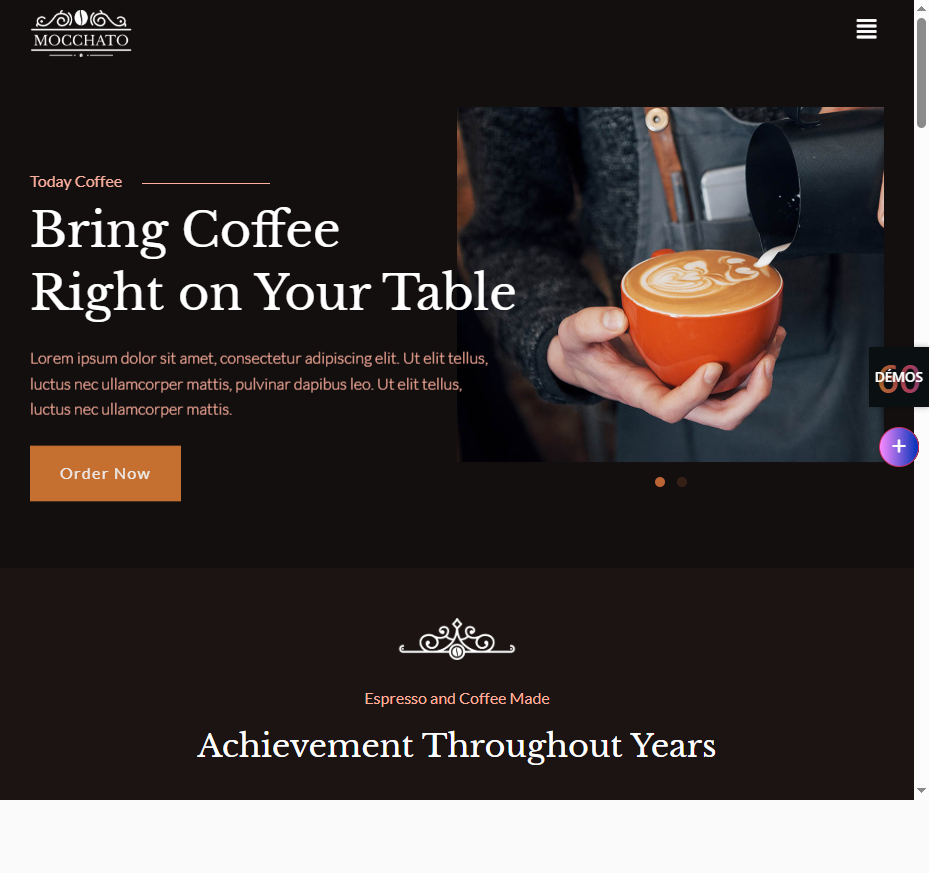 MOCCHATO
Today Coffee
Bring Coffee
Right on Your Table
Lorem ipsum dolor sit amet, consectetur adipiscing elit. Ut elit tellus,
luctus nec ullamcorper mattis, pulvinar dapibus leo. Ut elit tellus,
luctus nec ullamcorper mattis.
Order Now
60
DEMOS
+
Espresso and Coffee Made
Achievement Throughout Years